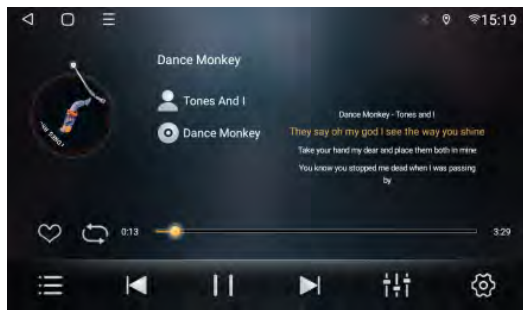 15:19
Dance Monkey
Tones And I
Dance Monkey
Dance Monkey - Tones and I
They say oh my god I see the way you shine
Take your hand my dear and place them both in mine
You know you stopped me dead when I was passing
by
0:13
3:29